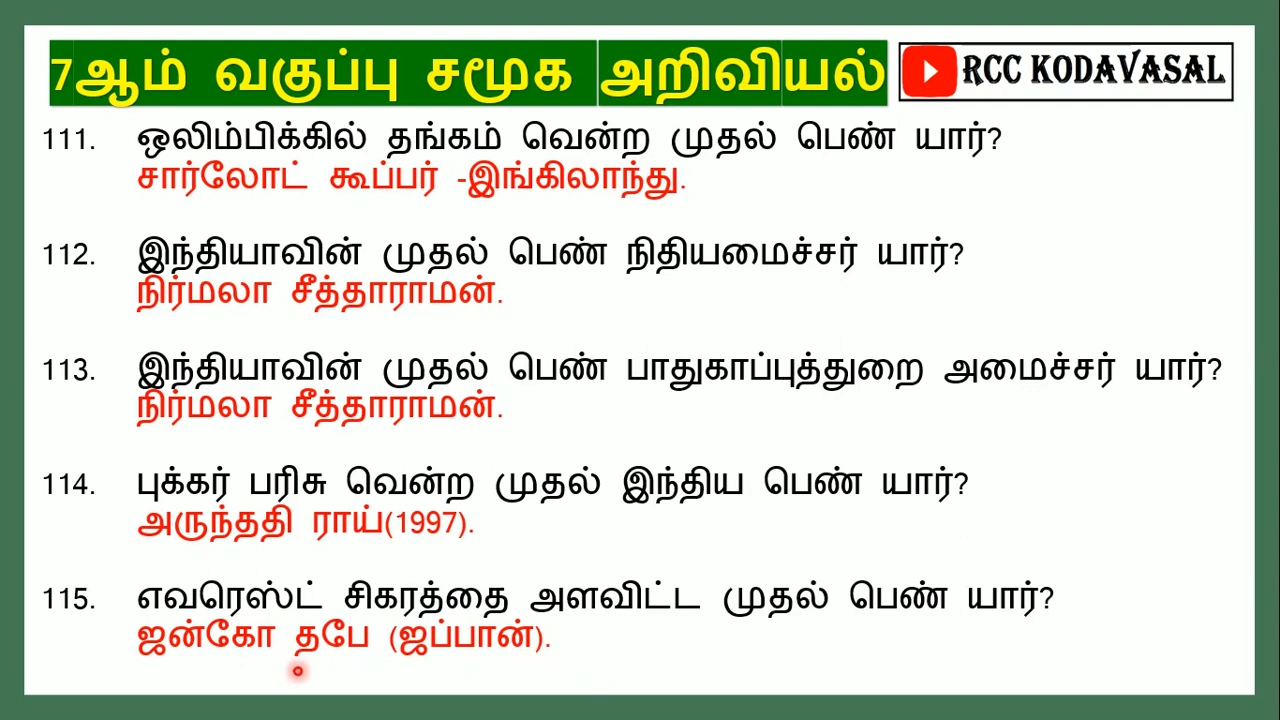 7ஆம் வகுப்பு சமூக அறிவியல்
RCC KODAVASAL
111. ஒலிம்பிக்கில் தங்கம் வென்ற முதல் பெண் யார்?
சார்லோட் கூப்பர் -இங்கிலாந்து.
112. இந்தியாவின் முதல் பெண் நிதியமைச்சர் யார்?
நிர்மலா சீத்தாராமன்.
113. இந்தியாவின் முதல் பெண் பாதுகாப்புத்துறை அமைச்சர் யார்?
நிர்மலா சீத்தாராமன்.
114. புக்கர் பரிசு வென்ற முதல் இந்திய பெண் யார்?
அருந்ததி ராய்(1997).
115. எவரெஸ்ட் சிகரத்தை அளவிட்ட முதல் பெண் யார்?
ஜன்கோ தபே (ஜப்பான்).